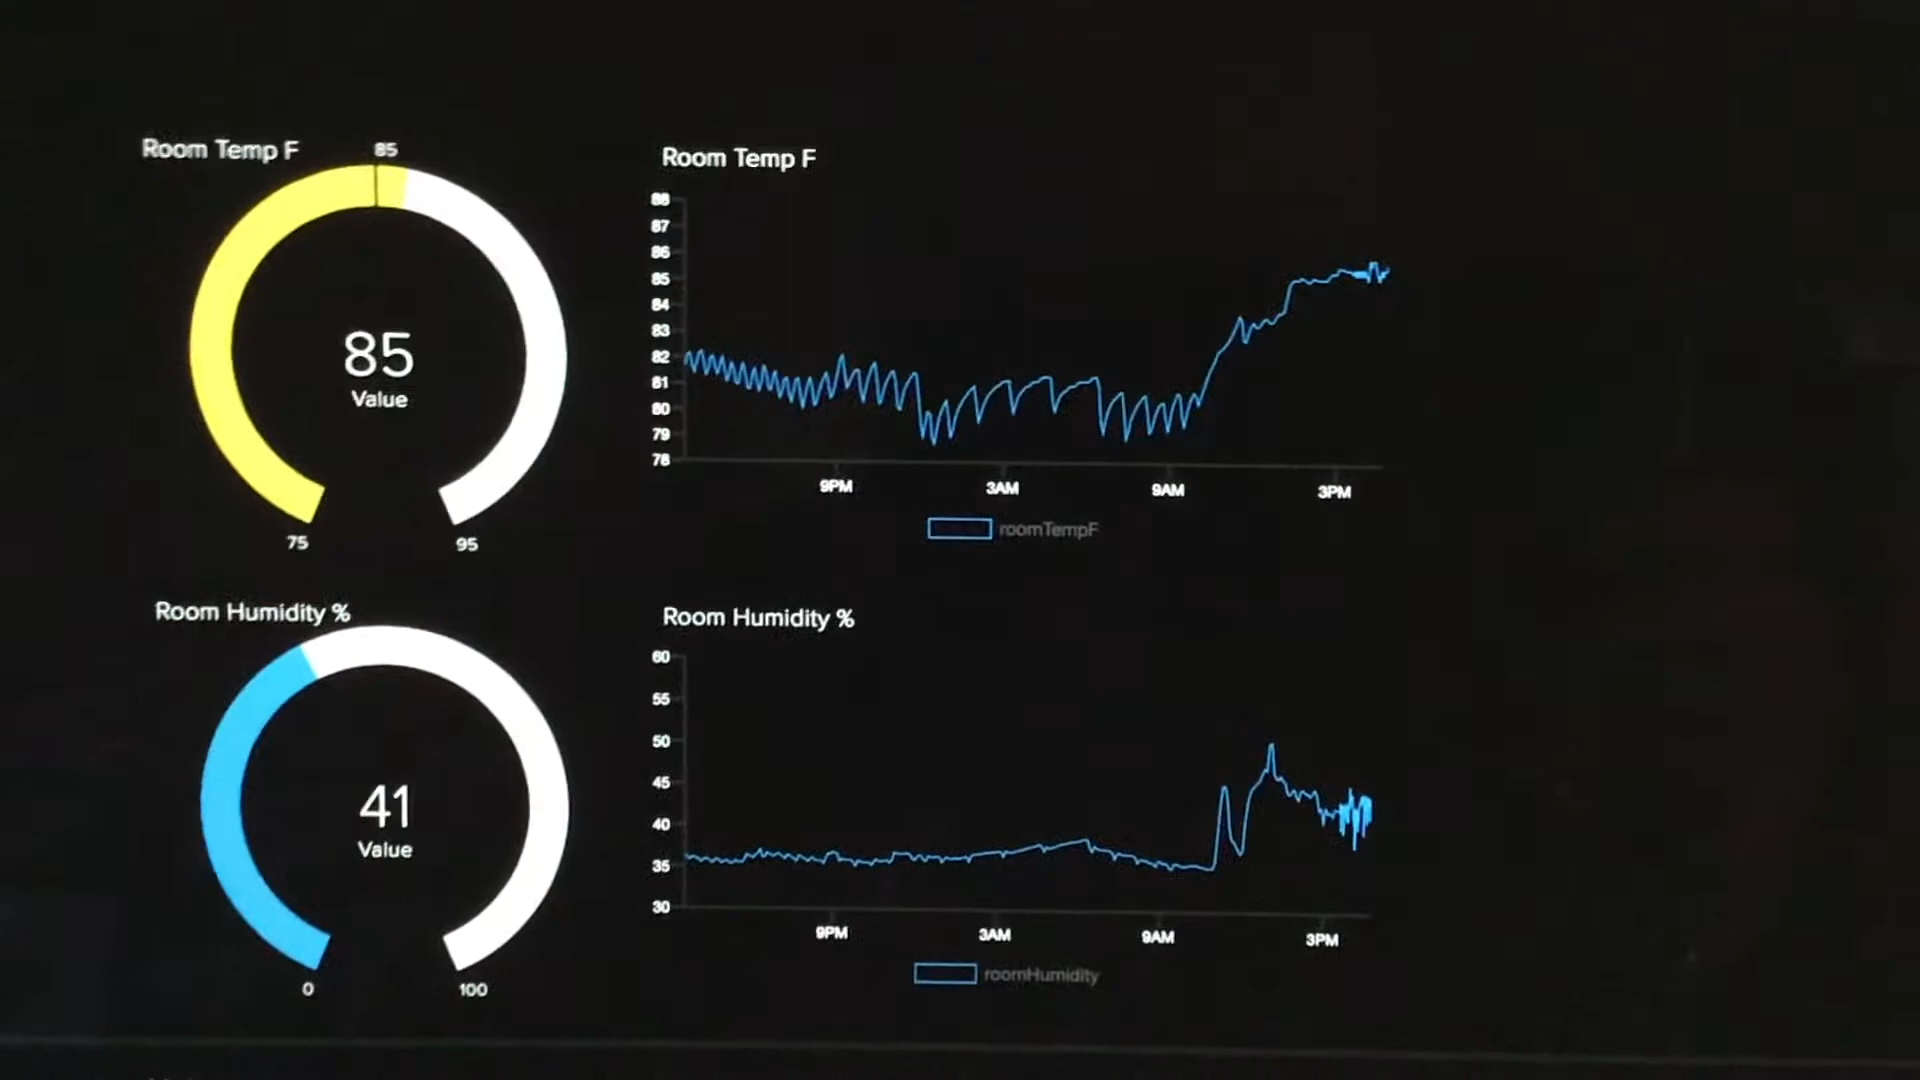 Room Temp F
85
85
Value
75
95
Room Temp F
88
87
86
85
84
83
82
81
80
79
78
9PM
3AM
9AM
3PM
roomTempF
Room Humidity %
41
Value
0
100
Room Humidity %
60
55
50
45
40
35
30
9PM
3AM
9AM
3PM
roomHumidity